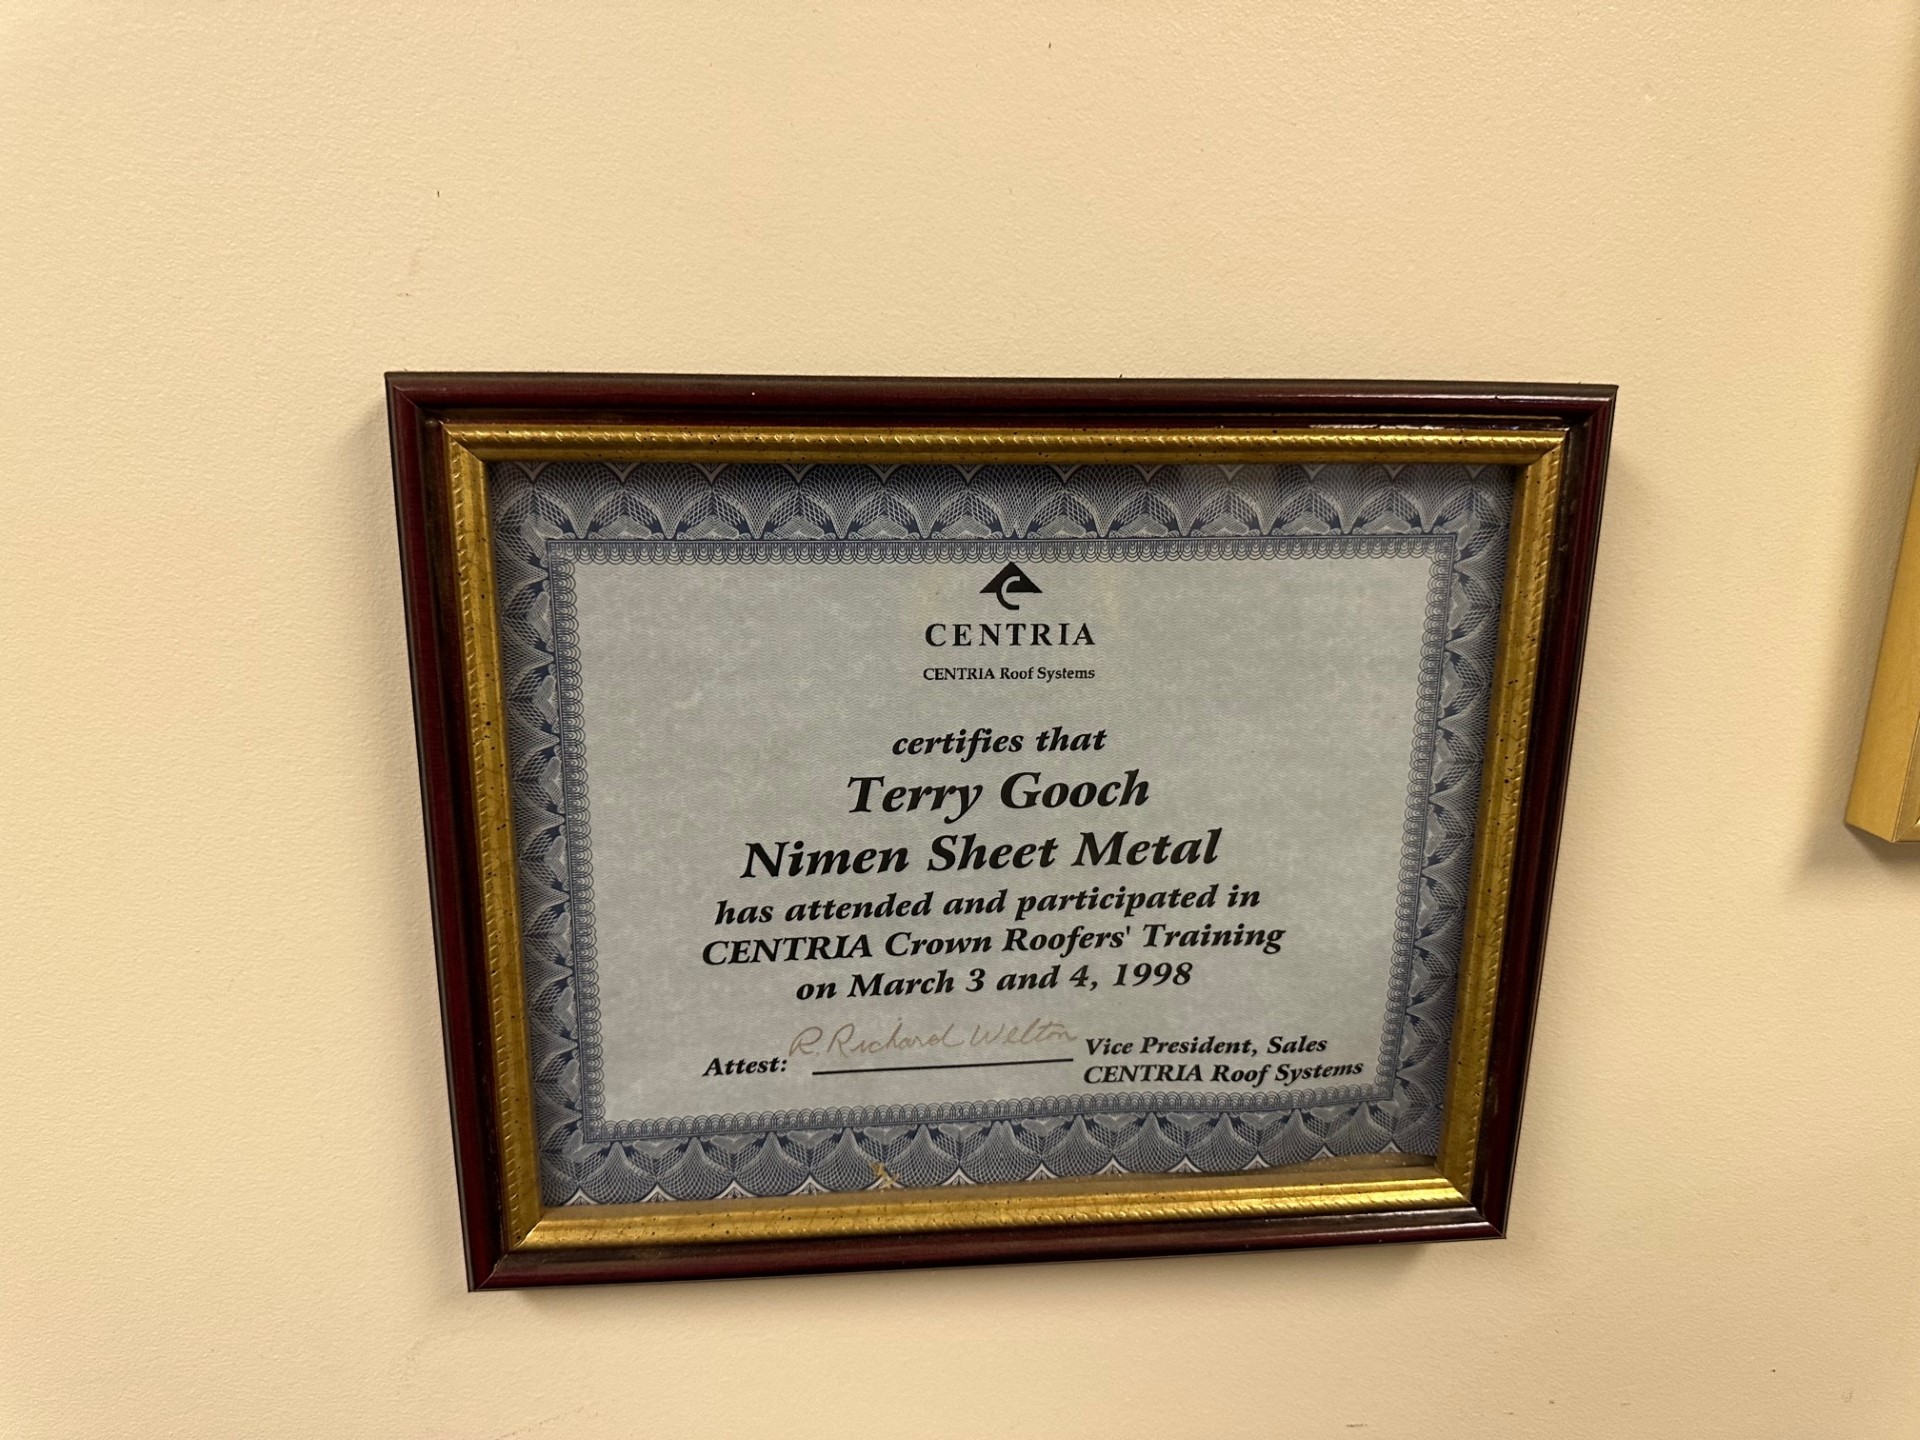 CENTRIA
CENTRIA Roof Systems
certifies that
Terry Gooch
Nimen Sheet Metal
has attended and participated in
CENTRIA Crown Roofers' Training
on March 3 and 4, 1998
Attest: R. Richard Welton Vice President, Sales
CENTRIA Roof Systems